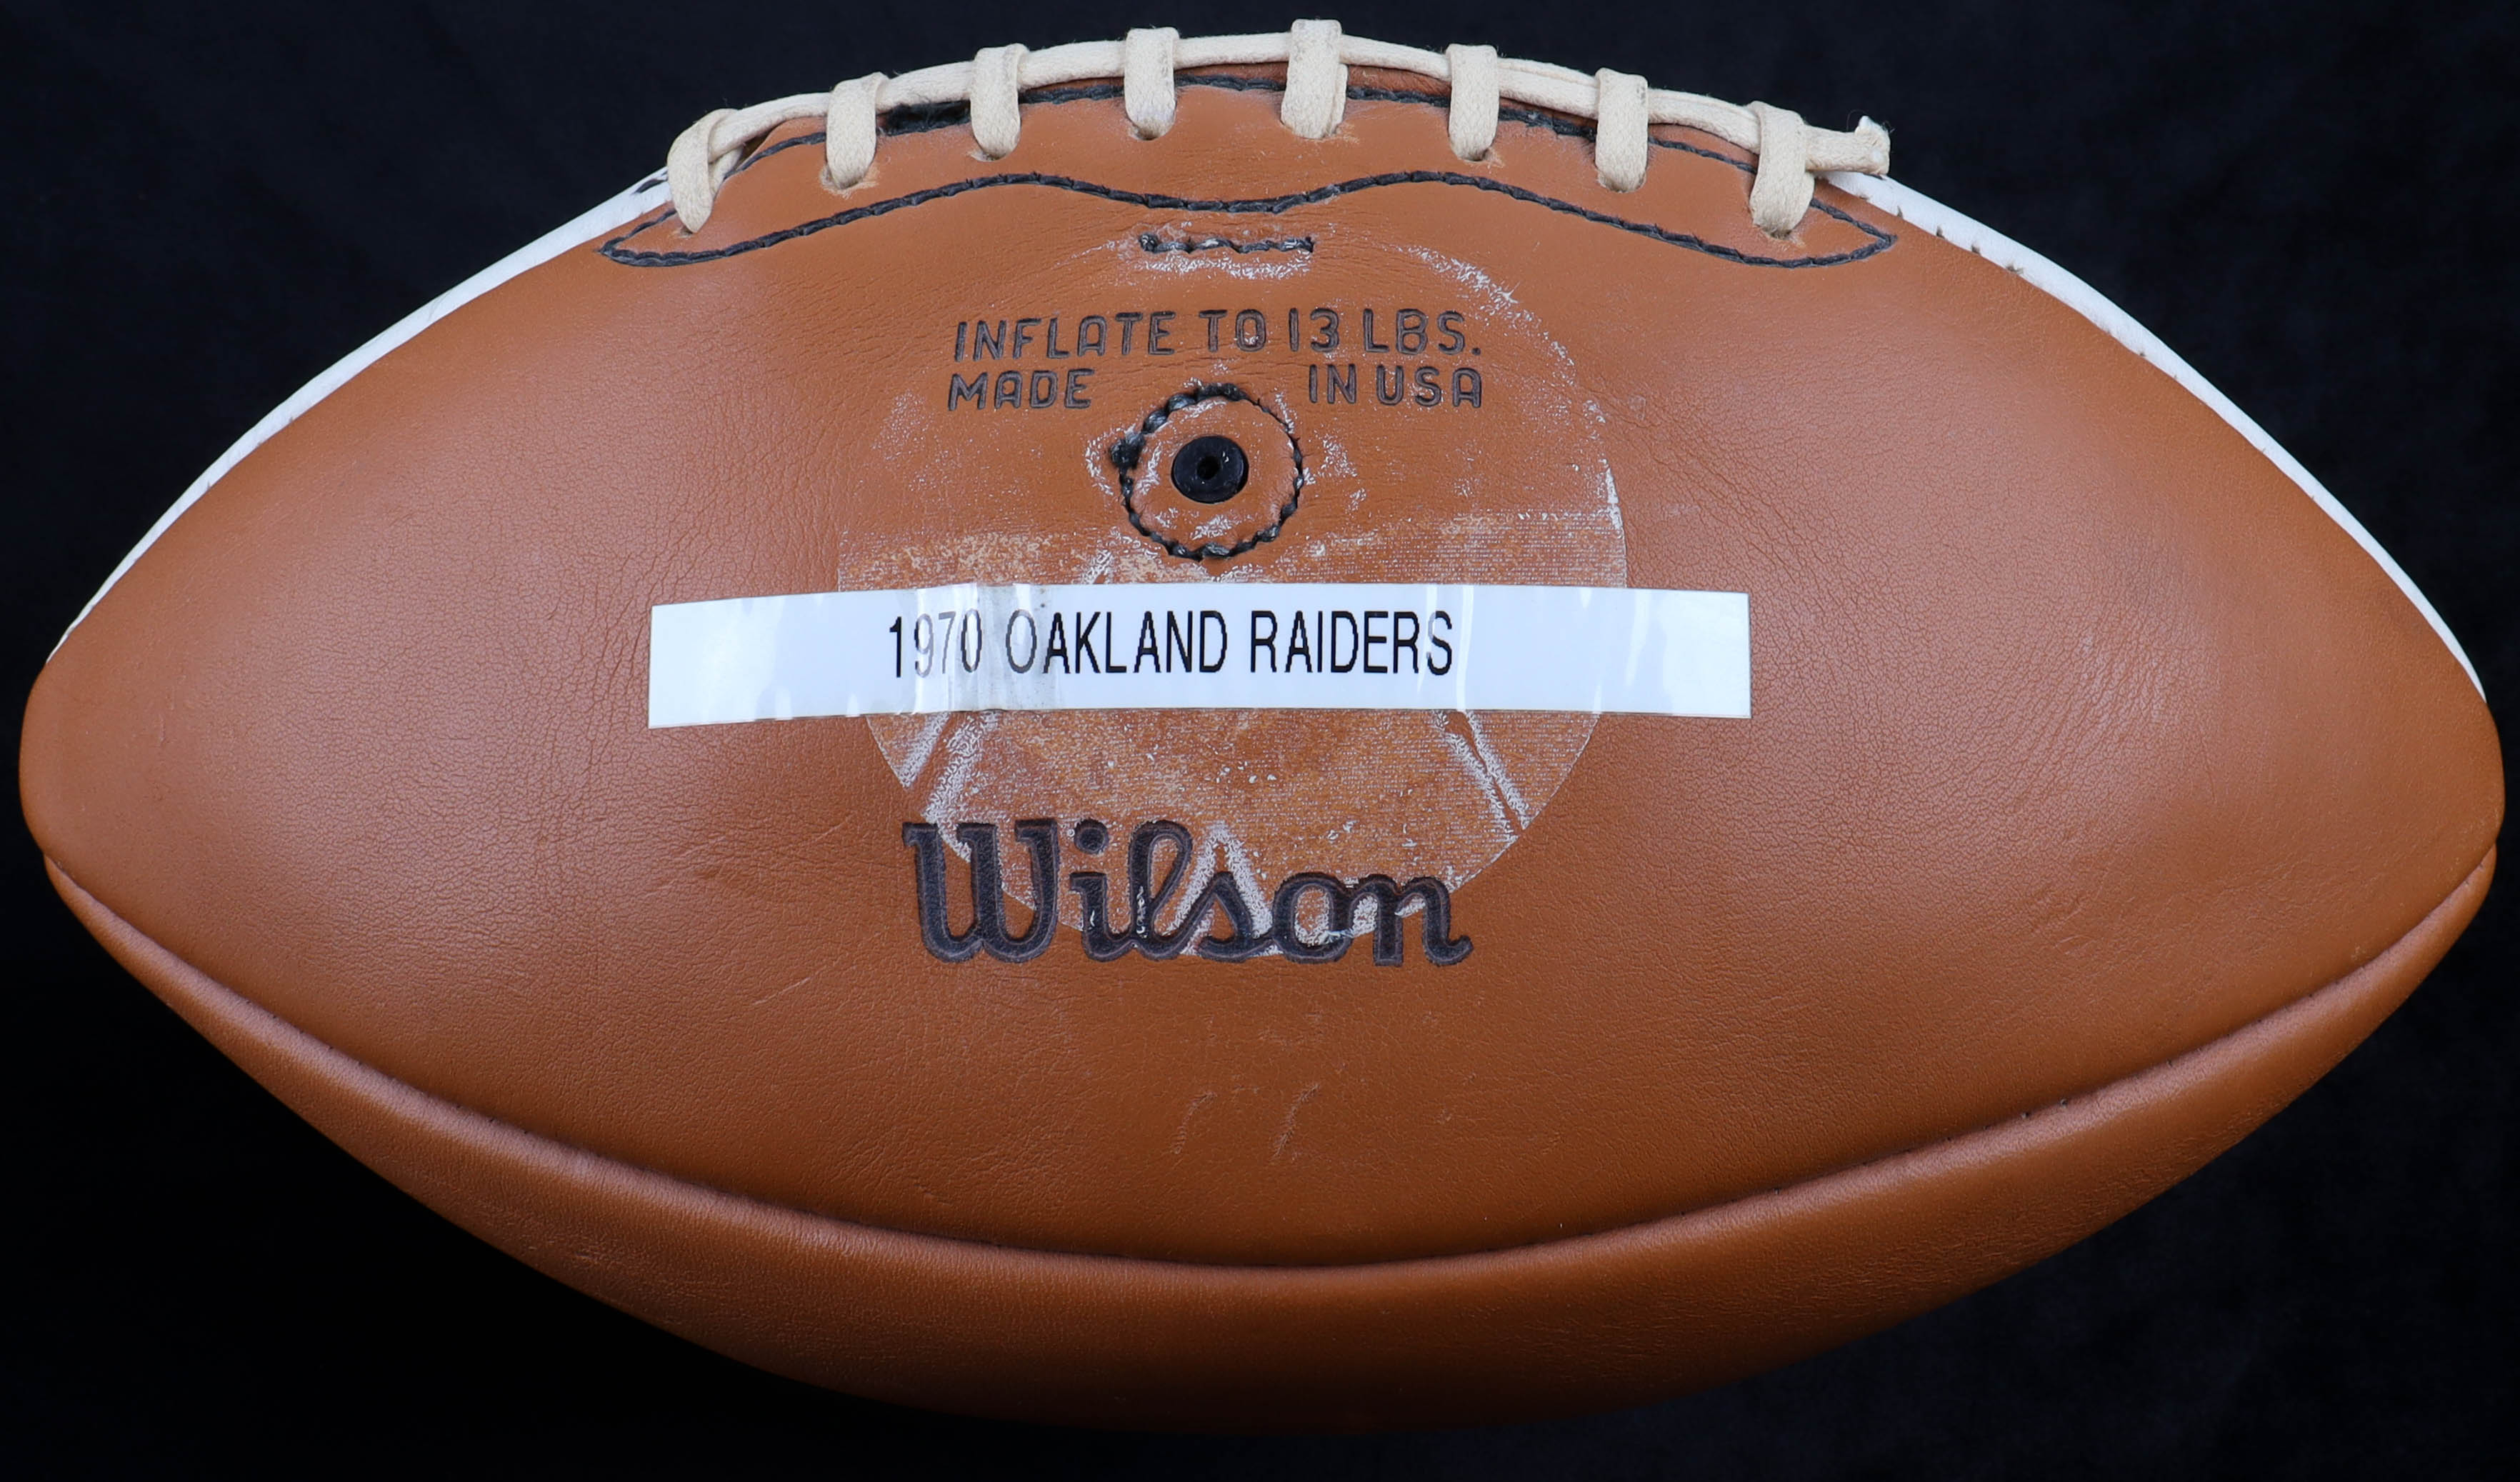 INFLATE TO 13 LBS.
MADE IN USA
1970 OAKLAND RAIDERS
Wilson